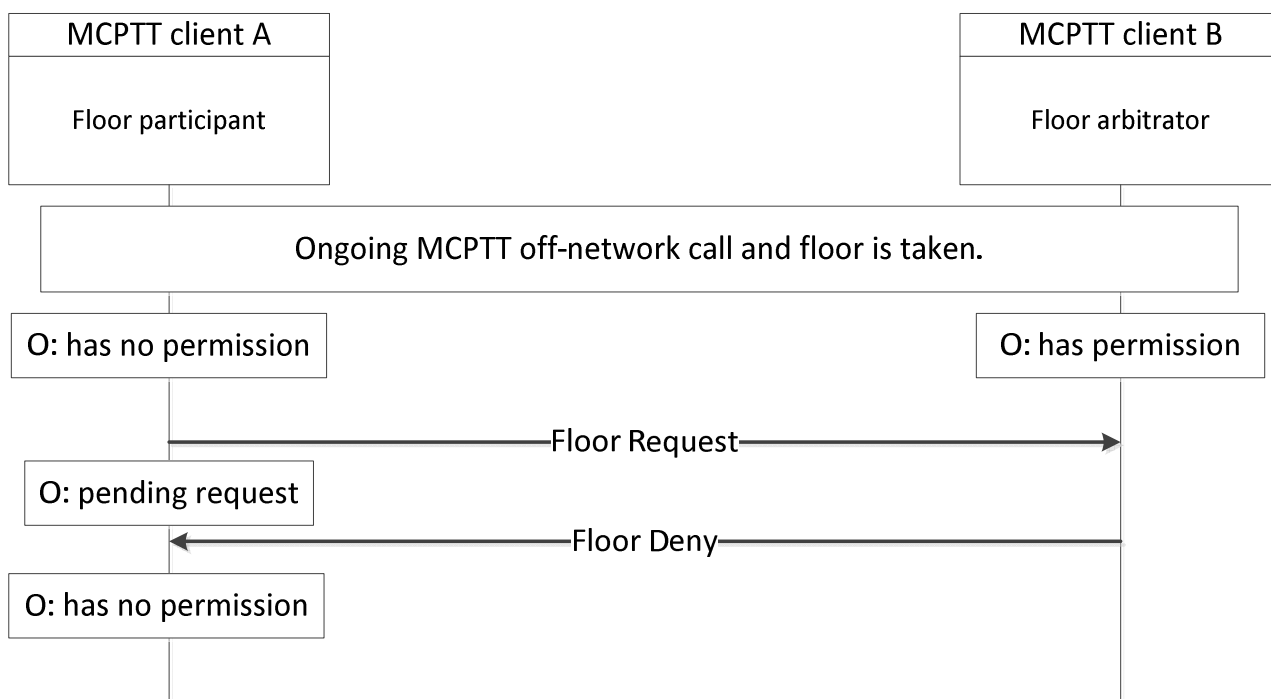 MCPTT client A
MCPTT client B
Floor participant
Floor arbitrator
Ongoing MCPTT off-network call and floor is taken.
O: has no permission
O: has permission
Floor Request
O: pending request
Floor Deny
O: has no permission